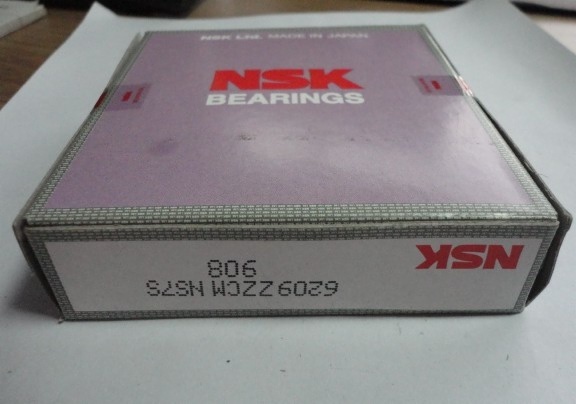 NSK Ltd. MADE IN JAPAN
NSK
BEARINGS
NSK
6209ZZCM NS7S
908